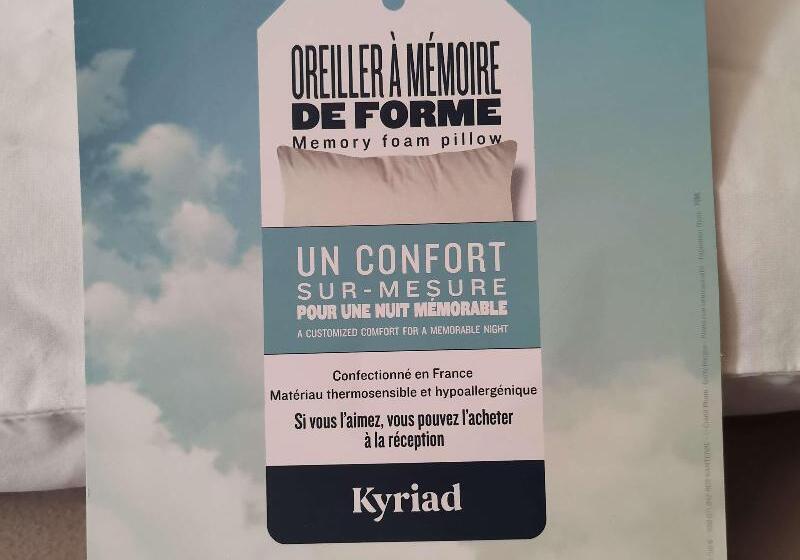 OREILLER À MÉMOIRE
DE FORME
Memory foam pillow
UN CONFORT
SUR-MESURE
POUR UNE NUIT MÉMORABLE
A CUSTOMIZED COMFORT FOR A MEMORABLE NIGHT
Confectionné en France
Matériau thermosensible et hypoallergénique
Si vous l'aimez, vous pouvez l'acheter
à la réception
Kyriad